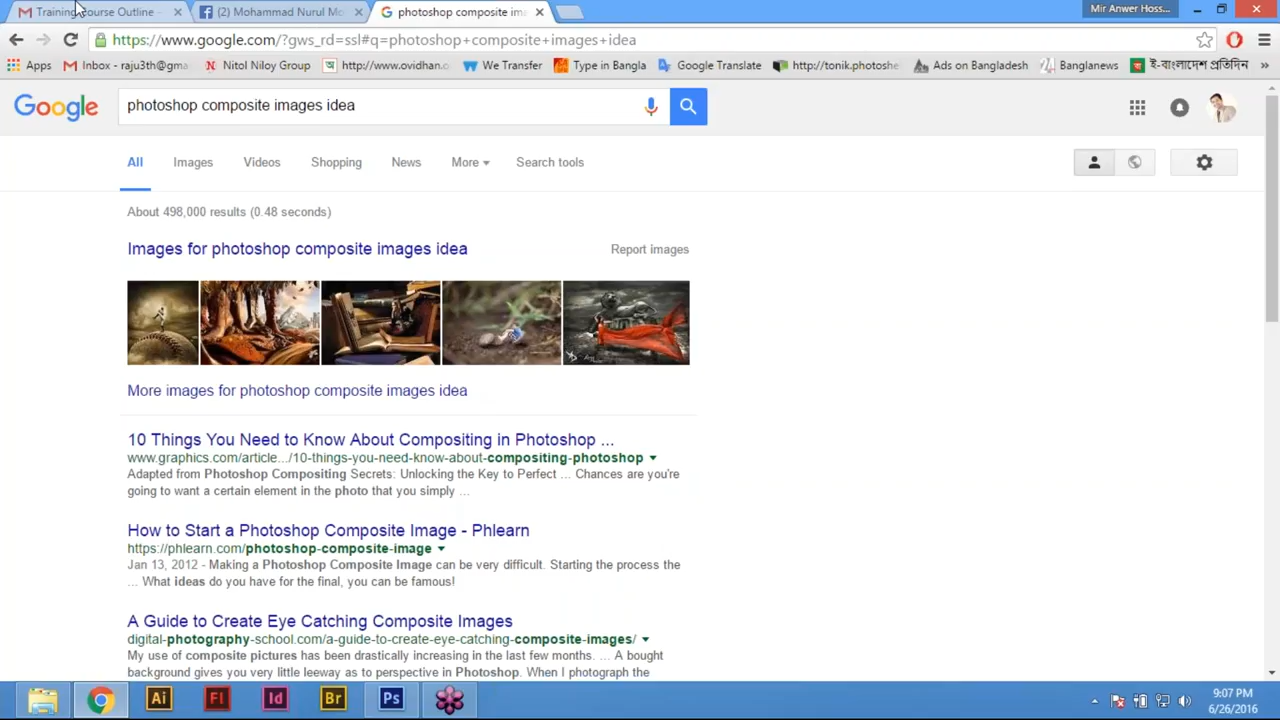 Training Course Outline
(2) Mohammad Nurul Mo
photoshop composite ima
Mir Anwer Hoss...
https://www.google.com/?gws_rd=ssl#q=photoshop+composite+images+idea
Apps
Inbox - raju3th@gma
Nitol Niloy Group
http://www.ovidhan.
We Transfer
Type in Bangla
Google Translate
http://tonik.photoshe
Ads on Bangladesh
Banglanews
ই-বাংলাদেশ প্রতিদিন
»
Google
photoshop composite images idea
All Images Videos Shopping News More Search tools
About 498,000 results (0.48 seconds)
Images for photoshop composite images idea
Report images
More images for photoshop composite images idea
10 Things You Need to Know About Compositing in Photoshop ...
www.graphics.com/article.../10-things-you-need-know-about-compositing-photoshop
Adapted from Photoshop Compositing Secrets: Unlocking the Key to Perfect ... Chances are you're
going to want a certain element in the photo that you simply ...
How to Start a Photoshop Composite Image - Phlearn
https://phlearn.com/photoshop-composite-image
Jan 13, 2012 - Making a Photoshop Composite Image can be very difficult. Starting the process the
... What ideas do you have for the final, you can be famous!
A Guide to Create Eye Catching Composite Images
digital-photography-school.com/a-guide-to-create-eye-catching-composite-images/
My use of composite pictures has been drastically increasing in the last few months. ... A bought
background gives you very little leeway as to perspective in Photoshop. When I photograph the
Ai Fl Id Br Ps
9:07 PM
6/26/2016